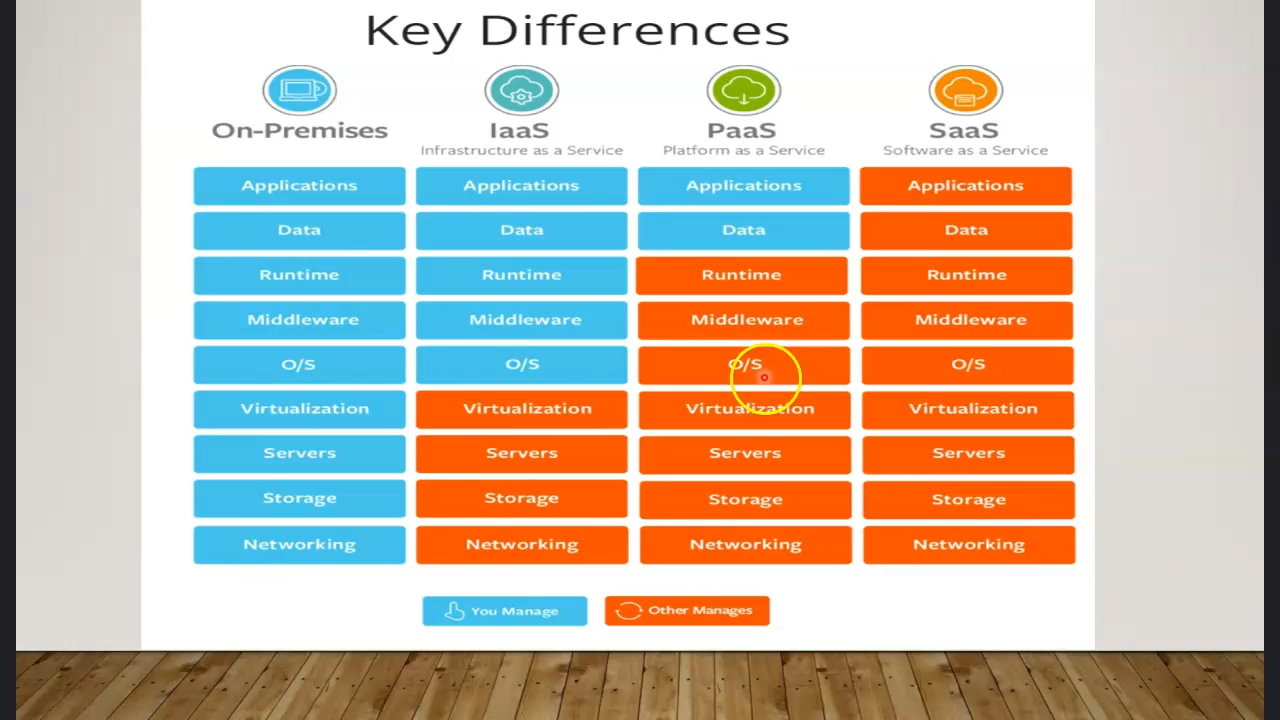 Key Differences
On-Premises IaaS PaaS SaaS
Infrastructure as a Service Platform as a Service Software as a Service
Applications Applications Applications Applications
Data Data Data Data
Runtime Runtime Runtime Runtime
Middleware Middleware Middleware Middleware
O/S O/S O/S O/S
Virtualization Virtualization Virtualization Virtualization
Servers Servers Servers Servers
Storage Storage Storage Storage
Networking Networking Networking Networking
You Manage Other Manages